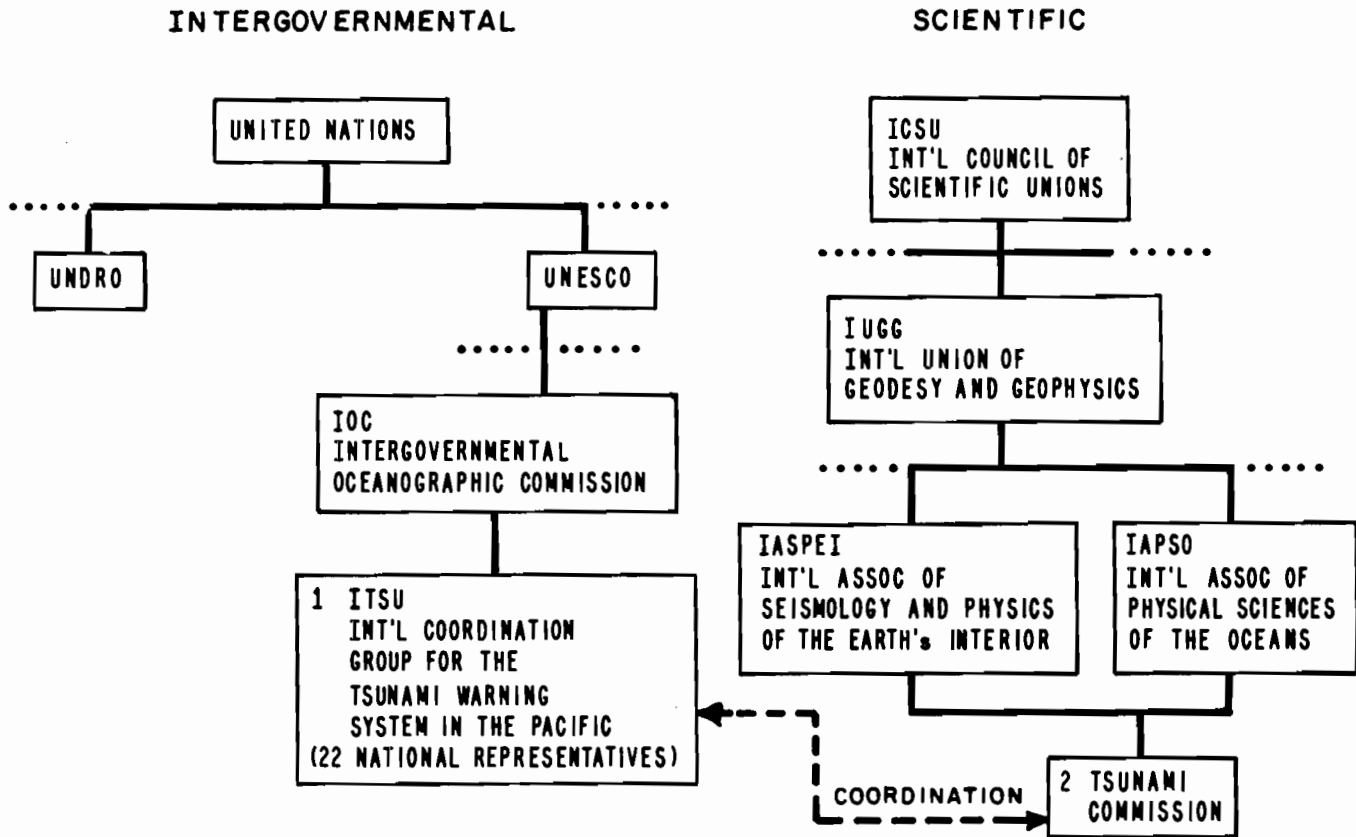 INTERGOVERNMENTAL
UNITED NATIONS
UNDRO
UNESCO
IOC
INTERGOVERNMENTAL
OCEANOGRAPHIC COMMISSION
1 ITSU
INT'L COORDINATION
GROUP FOR THE
TSUNAMI WARNING
SYSTEM IN THE PACIFIC
(22 NATIONAL REPRESENTATIVES)
SCIENTIFIC
ICSU
INT'L COUNCIL OF
SCIENTIFIC UNIONS
IUGG
INT'L UNION OF
GEODESY AND GEOPHYSICS
IASPEI
INT'L ASSOC OF
SEISMOLOGY AND PHYSICS
OF THE EARTH's INTERIOR
IAPSO
INT'L ASSOC OF
PHYSICAL SCIENCES
OF THE OCEANS
COORDINATION
2 TSUNAMI
COMMISSION